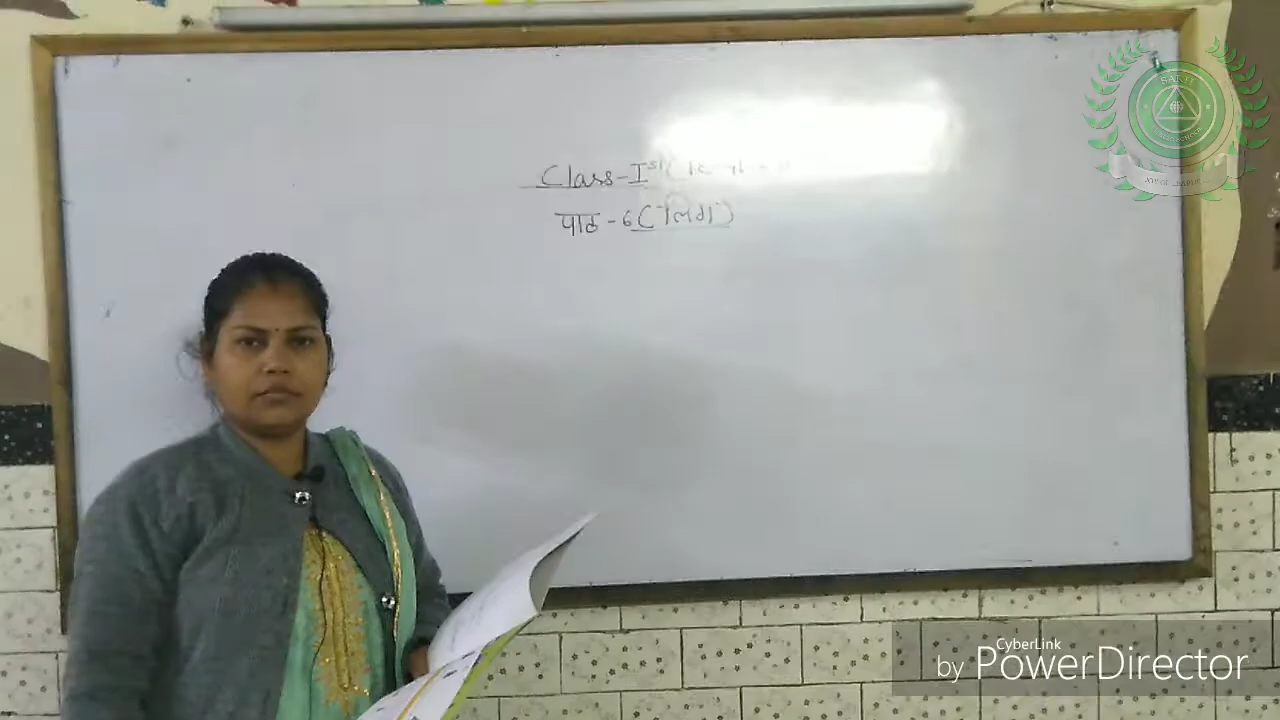 Class-Ist
पाठ-6 (लिंग)
CyberLink
by PowerDirector